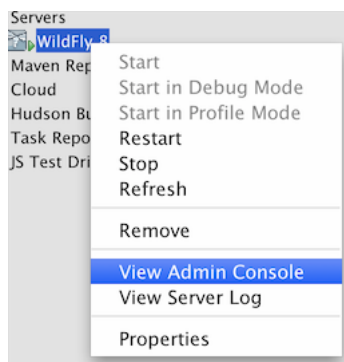 Servers
WildFly 8
Maven Rep
Cloud
Hudson Bu
Task Repo
JS Test Dri
Start
Start in Debug Mode
Start in Profile Mode
Restart
Stop
Refresh
Remove
View Admin Console
View Server Log
Properties